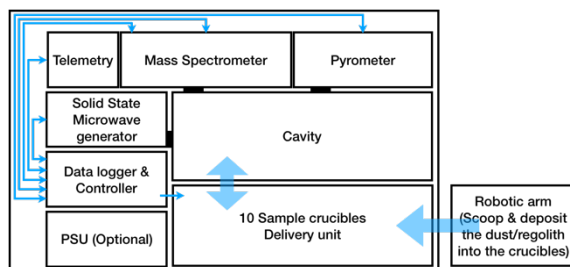 Telemetry
Mass Spectrometer
Pyrometer
Solid State
Microwave
generator
Cavity
Data logger &
Controller
10 Sample crucibles
Delivery unit
PSU (Optional)
Robotic arm
(Scoop & deposit
the dust/regolith
into the crucibles)